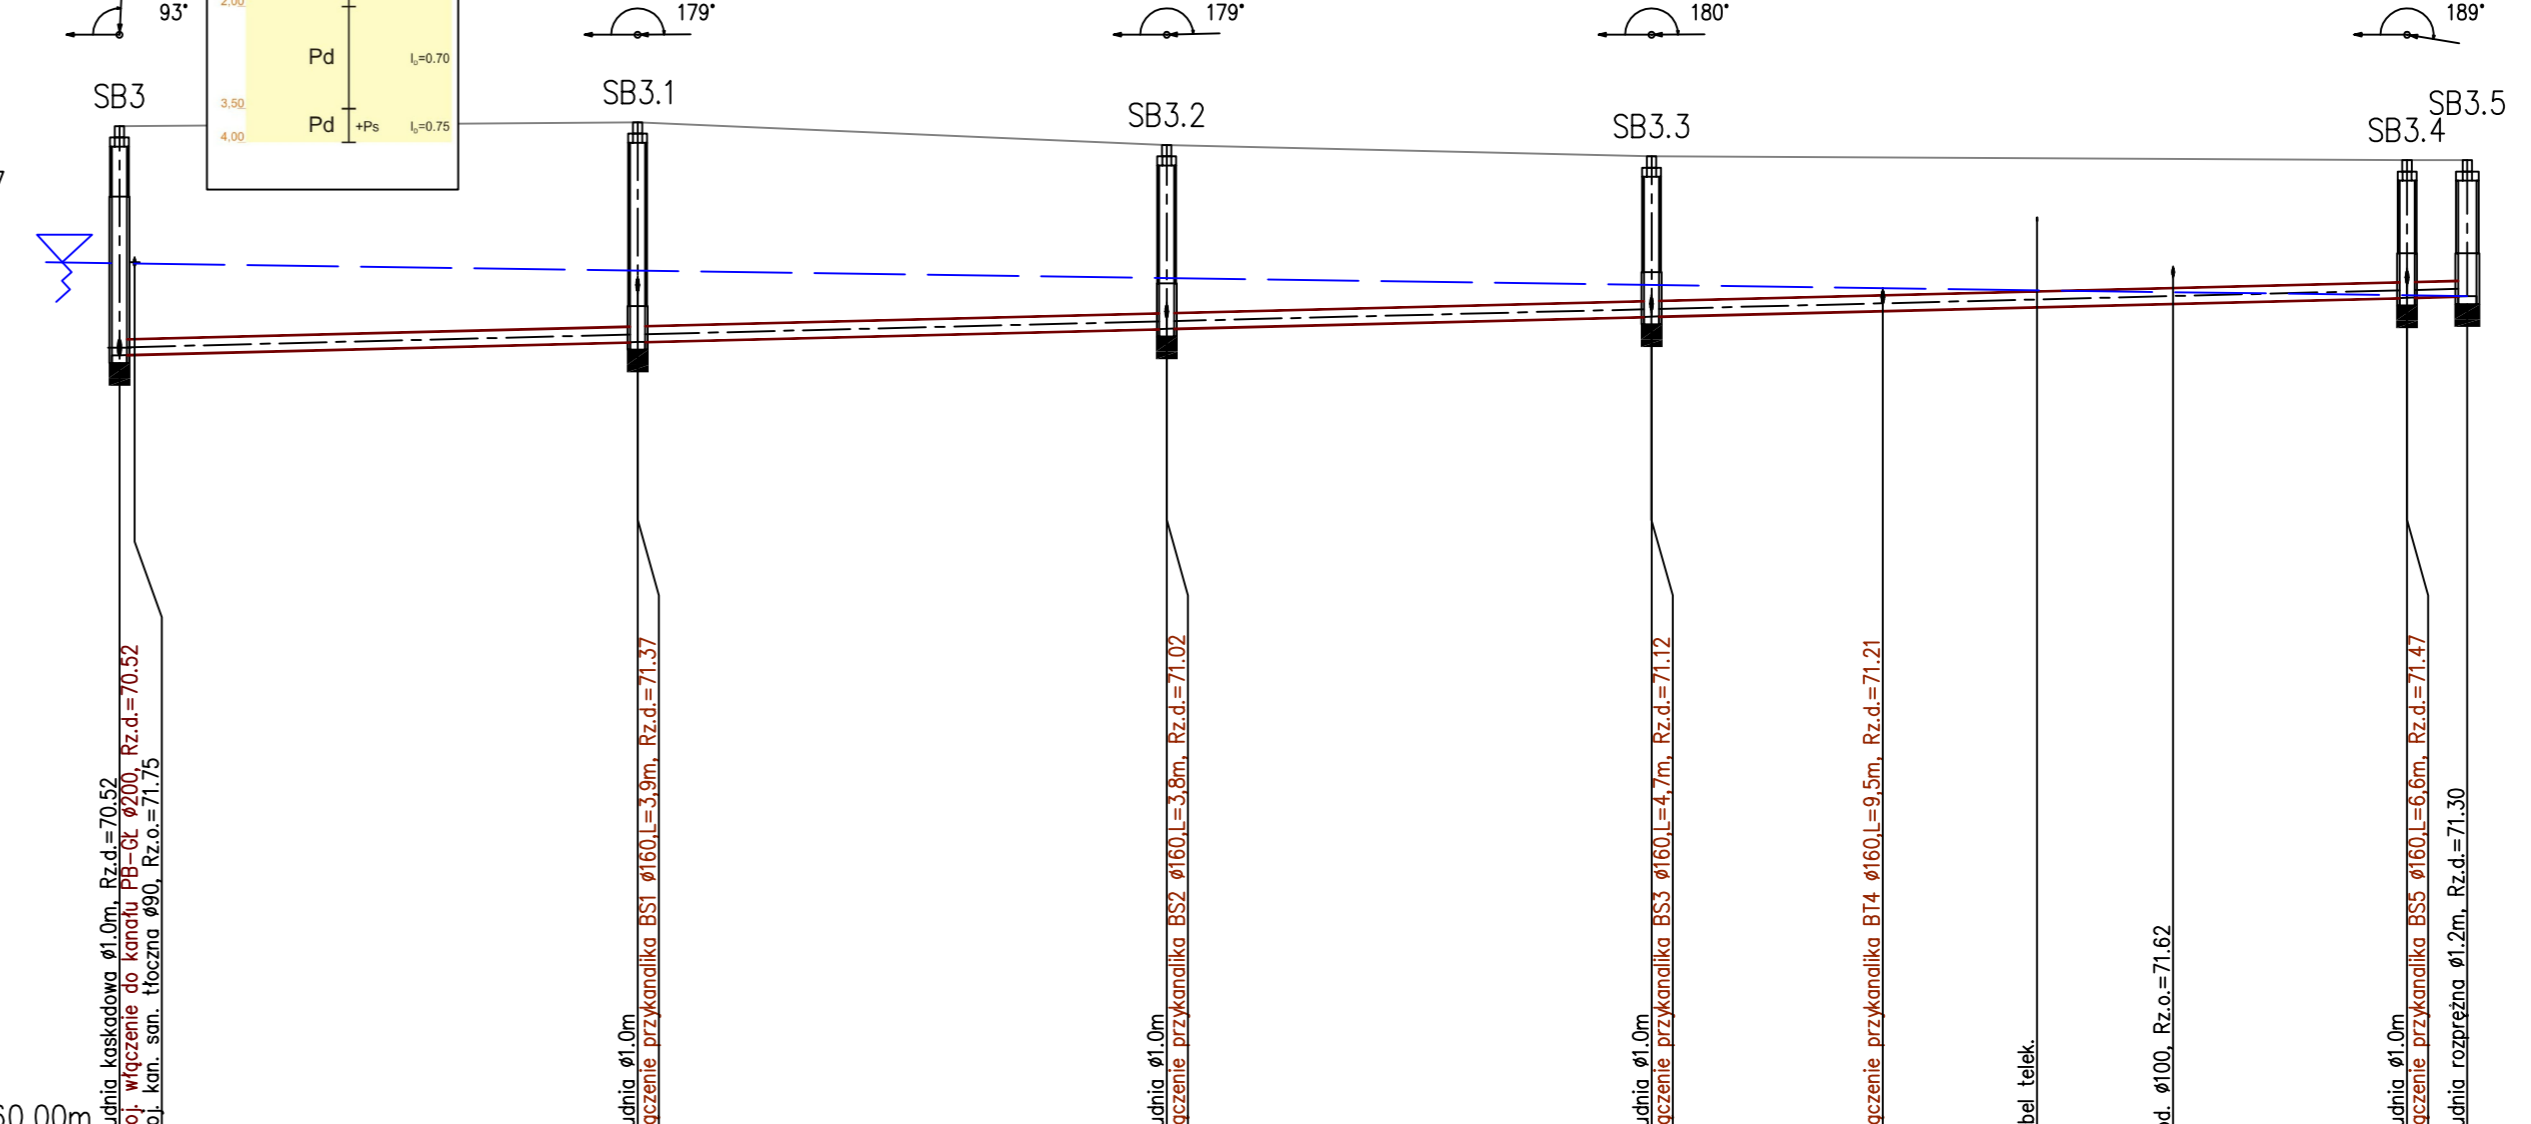 93°
179°
179°
180°
189°
2,00
Pd
I₀=0.70
3,50
Pd
+Ps
I₀=0.75
4,00
SB3
SB3.1
SB3.2
SB3.3
SB3.4
SB3.5
7
udnia kaskadowa ø1.0m, Rz.d.=70.52
oj. włączenie do kanału PB-GŁ ø200, Rz.d.=70.52
oj. kan. san. tłoczna ø90, Rz.o.=71.75
udnia ø1.0m
ączenie przykanalika BS1 ø160,L=3,9m, Rz.d.=71.37
udnia ø1.0m
ączenie przykanalika BS2 ø160,L=3,8m, Rz.d.=71.02
udnia ø1.0m
ączenie przykanalika BS3 ø160,L=4,7m, Rz.d.=71.12
ączenie przykanalika BT4 ø160,L=9,5m, Rz.d.=71.21
bel telek.
d. ø100, Rz.o.=71.62
udnia ø1.0m
ączenie przykanalika BS5 ø160,L=6,6m, Rz.d.=71.47
udnia rozprężna ø1.2m, Rz.d.=71.30
60.00m